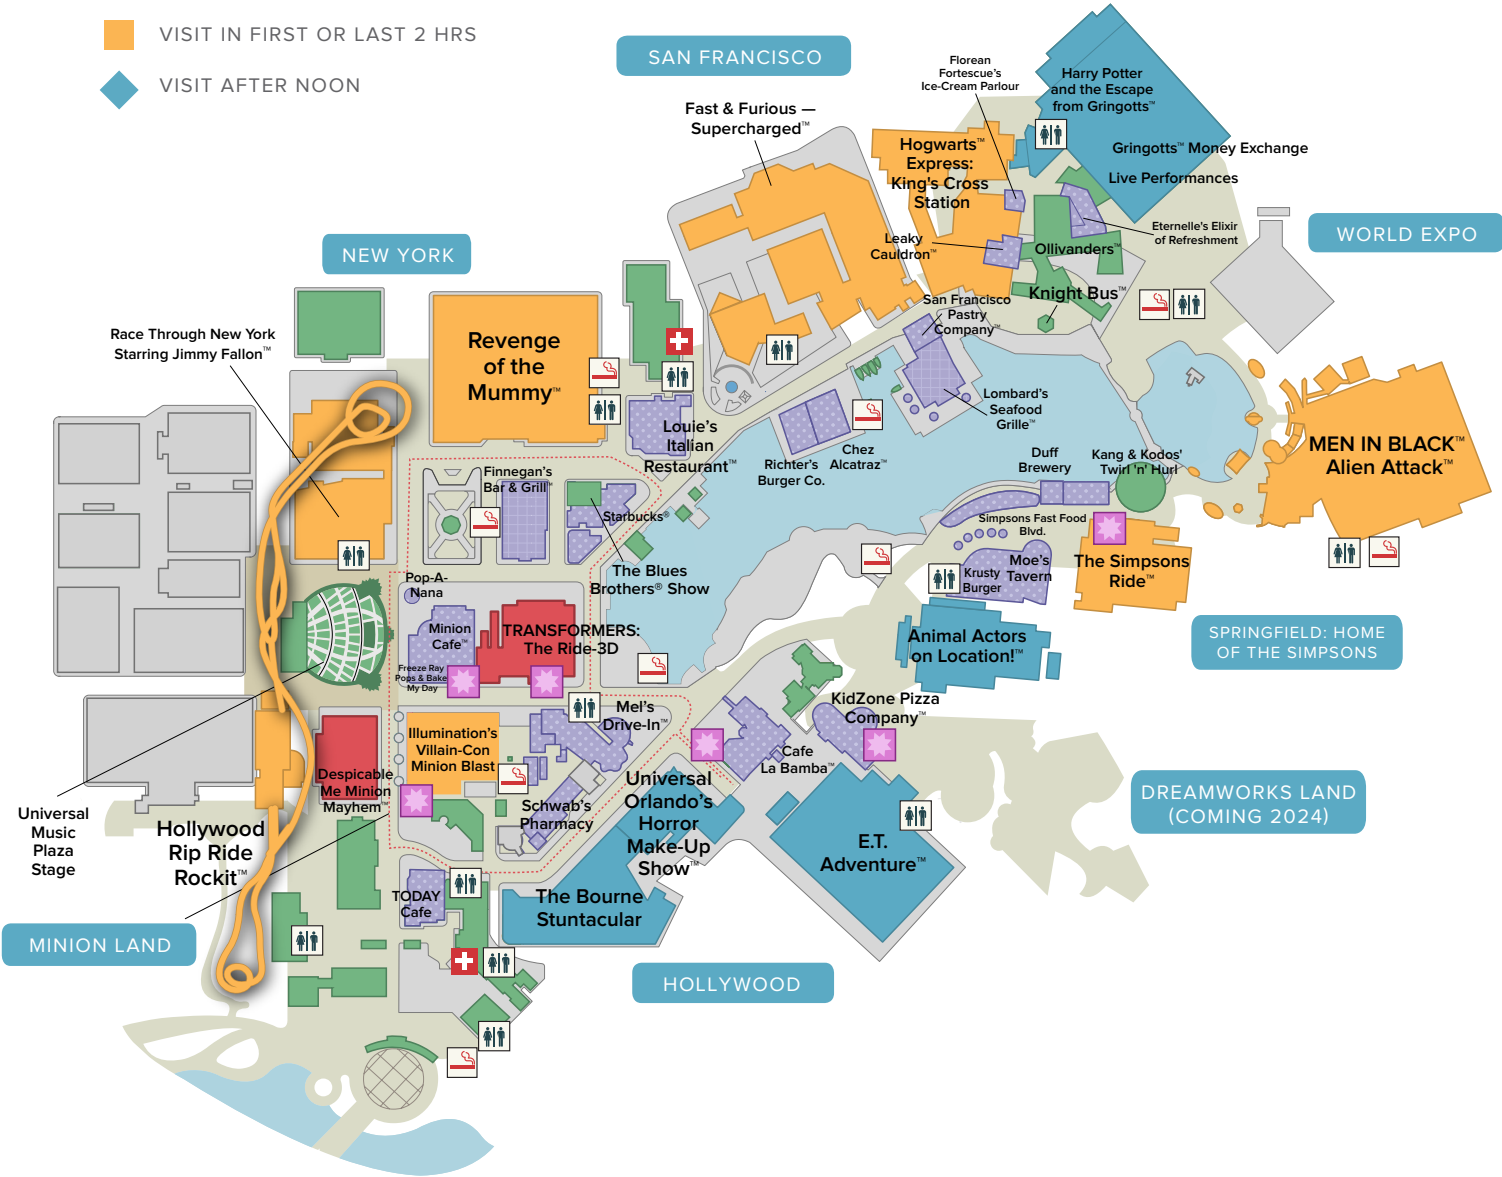 VISIT IN FIRST OR LAST 2 HRS
VISIT AFTER NOON
SAN FRANCISCO
Fast & Furious —
Supercharged™
Florean
Fortescue's
Ice-Cream Parlour
Harry Potter
and the Escape
from Gringotts™
Gringotts™ Money Exchange
Live Performances
Hogwarts™
Express:
King's Cross
Station
Eternelle's Elixir
of Refreshment
Leaky
Cauldron™
Ollivanders™
Knight Bus™
WORLD EXPO
NEW YORK
Race Through New York
Starring Jimmy Fallon™
Revenge
of the
Mummy™
San Francisco
Pastry
Company™
Lombard's
Seafood
Grille™
Louie's
Italian
Restaurant™
Richter's
Burger Co.
Chez
Alcatraz™
MEN IN BLACK™
Alien Attack™
Duff
Brewery
Kang & Kodos'
Twirl 'n' Hurl
Finnegan's
Bar & Grill™
Starbucks®
Simpsons Fast Food
Blvd.
The Blues
Brothers® Show
Moe's
Tavern
Krusty
Burger
The Simpsons
Ride™
Pop-A-
Nana
Minion
Cafe™
TRANSFORMERS:
The Ride-3D
Freeze Ray
Pops & Bake
My Day
Animal Actors
on Location!™
SPRINGFIELD: HOME
OF THE SIMPSONS
Mel's
Drive-In™
KidZone Pizza
Company™
Illumination's
Villain-Con
Minion Blast
Cafe
La Bamba™
Despicable
Me Minion
Mayhem™
Universal
Orlando's
Horror
Make-Up
Show™
Schwab's
Pharmacy
DREAMWORKS LAND
(COMING 2024)
Universal
Music
Plaza
Stage
Hollywood
Rip Ride
Rockit™
E.T.
Adventure™
TODAY
Cafe
The Bourne
Stuntacular
MINION LAND
HOLLYWOOD